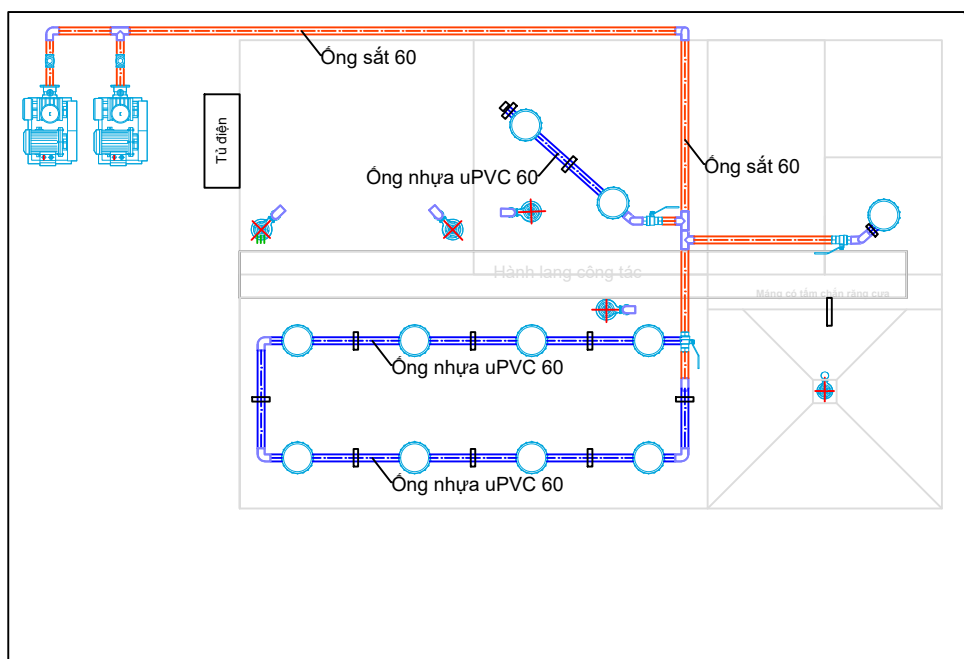 Ống sắt 60
Tủ điện
Ống nhựa uPVC 60
Ống sắt 60
Hành lang công tác
Máng có tấm chắn răng cưa
Ống nhựa uPVC 60
Ống nhựa uPVC 60